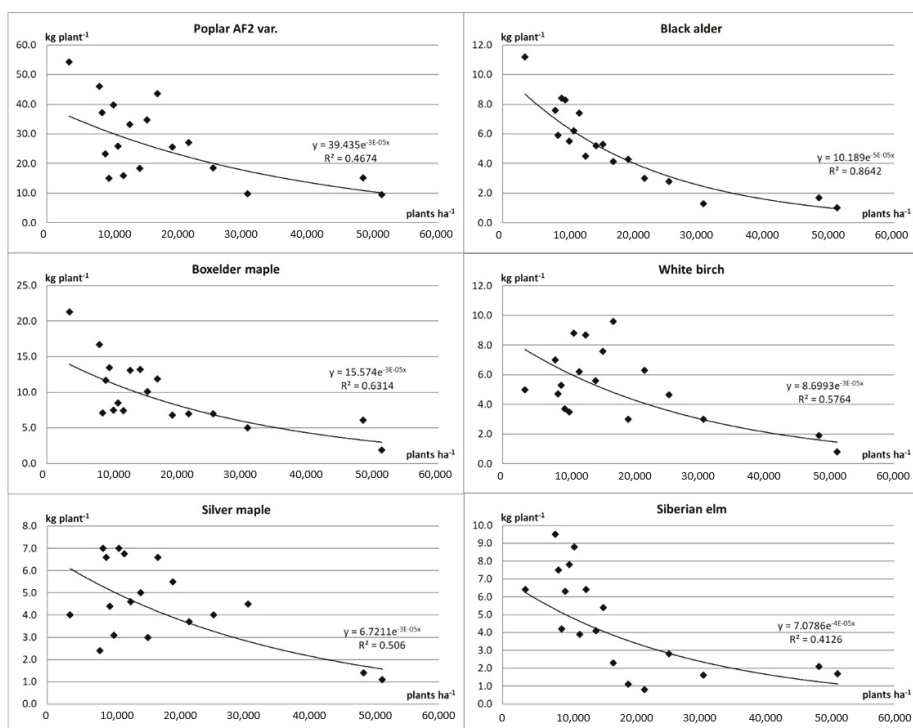 Poplar AF2 var.
kg plant⁻¹
60.0
50.0
40.0
30.0
20.0
10.0
0.0
y = 39.435e⁻³ᴱ⁻⁰⁵ˣ
R² = 0.4674
plants ha⁻¹
0 10,000 20,000 30,000 40,000 50,000 60,000
Black alder
kg plant⁻¹
12.0
10.0
8.0
6.0
4.0
2.0
0.0
y = 10.189e⁻⁵ᴱ⁻⁰⁵ˣ
R² = 0.8642
plants ha⁻¹
0 10,000 20,000 30,000 40,000 50,000 60,000
Boxelder maple
kg plant⁻¹
25.0
20.0
15.0
10.0
5.0
0.0
y = 15.574e⁻³ᴱ⁻⁰⁵ˣ
R² = 0.6314
plants ha⁻¹
0 10,000 20,000 30,000 40,000 50,000 60,000
White birch
kg plant⁻¹
12.0
10.0
8.0
6.0
4.0
2.0
0.0
y = 8.6993e⁻³ᴱ⁻⁰⁵ˣ
R² = 0.5764
plants ha⁻¹
0 10,000 20,000 30,000 40,000 50,000 60,000
Silver maple
kg plant⁻¹
8.0
7.0
6.0
5.0
4.0
3.0
2.0
1.0
0.0
y = 6.7211e⁻³ᴱ⁻⁰⁵ˣ
R² = 0.506
plants ha⁻¹
0 10,000 20,000 30,000 40,000 50,000 60,000
Siberian elm
kg plant⁻¹
10.0
9.0
8.0
7.0
6.0
5.0
4.0
3.0
2.0
1.0
0.0
y = 7.0786e⁻⁴ᴱ⁻⁰⁵ˣ
R² = 0.4126
plants ha⁻¹
0 10,000 20,000 30,000 40,000 50,000 60,000